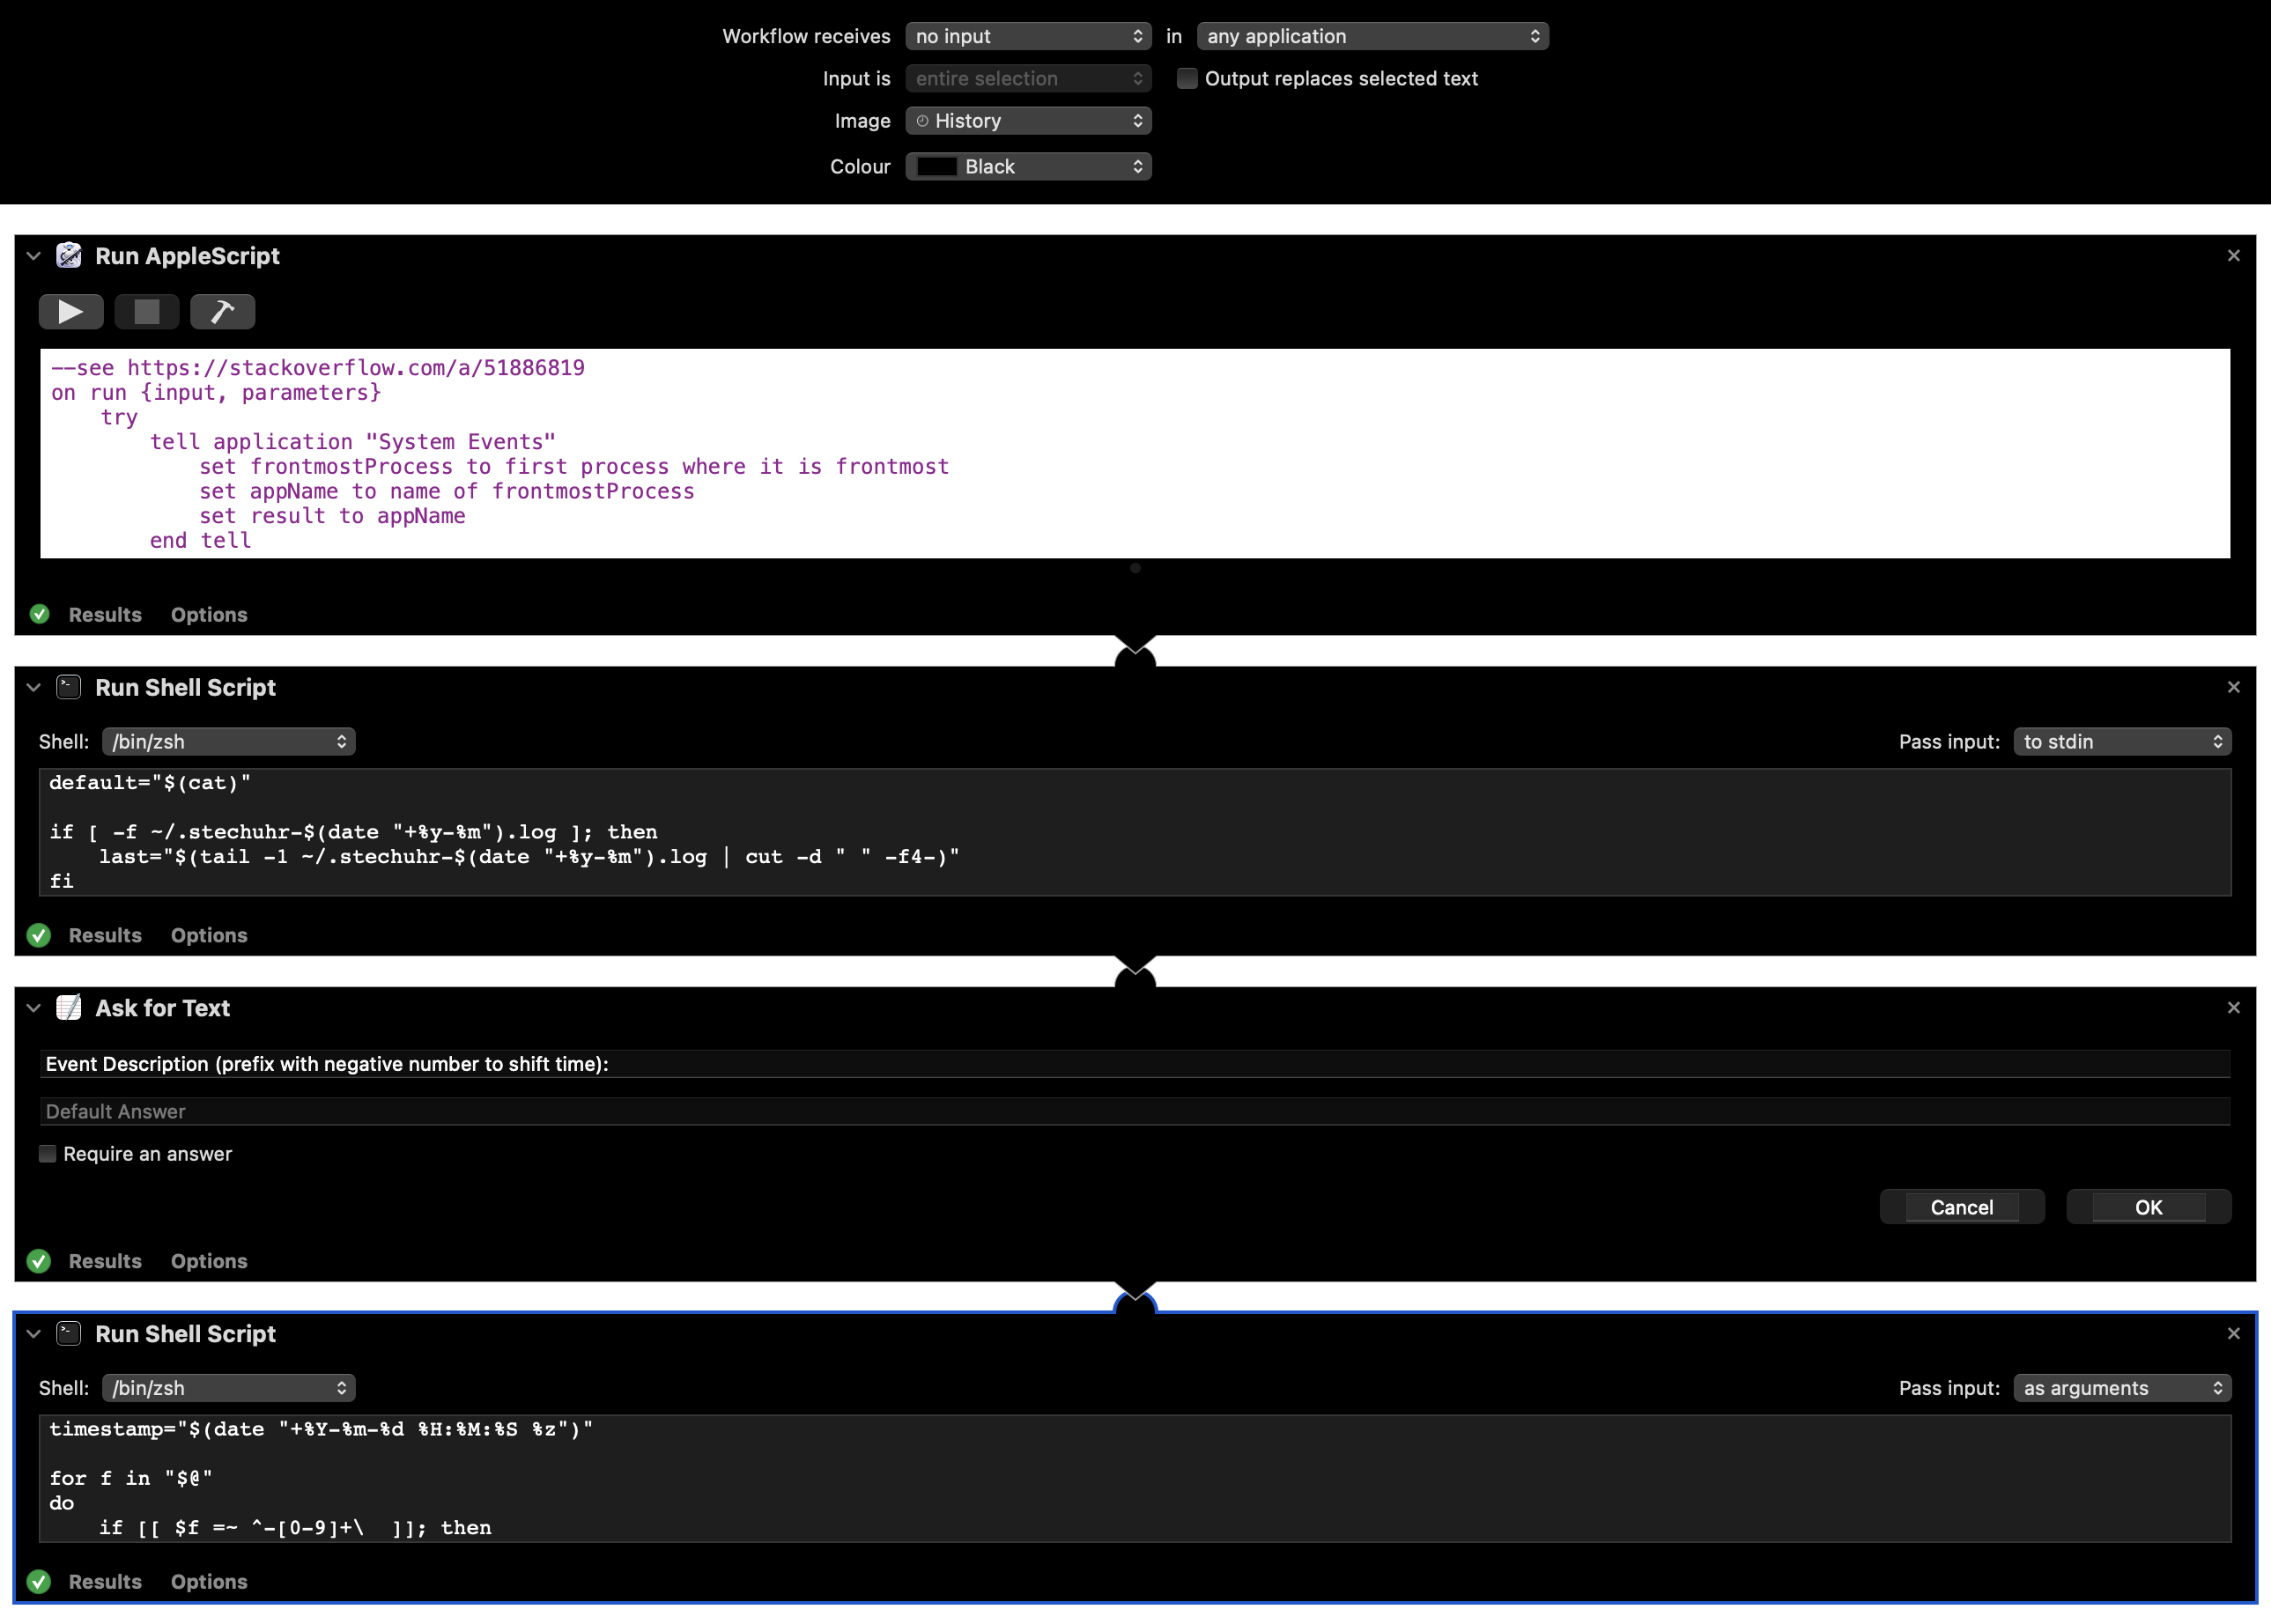 Workflow receives no input in any application
Input is entire selection Output replaces selected text
Image History
Colour Black
Run AppleScript
--see https://stackoverflow.com/a/51886819
on run {input, parameters}
try
tell application "System Events"
set frontmostProcess to first process where it is frontmost
set appName to name of frontmostProcess
set result to appName
end tell
Results Options
Run Shell Script
Shell: /bin/zsh Pass input: to stdin
default="$(cat)"
if [ -f ~/.stechuhr-$(date "+%y-%m").log ]; then
last="$(tail -1 ~/.stechuhr-$(date "+%y-%m").log | cut -d " " -f4-)"
fi
Results Options
Ask for Text
Event Description (prefix with negative number to shift time):
Default Answer
Require an answer
Cancel OK
Results Options
Run Shell Script
Shell: /bin/zsh Pass input: as arguments
timestamp="$(date "+%Y-%m-%d %H:%M:%S %z")"
for f in "$@"
do
if [[ $f =~ ^-[0-9]+\  ]]; then
Results Options